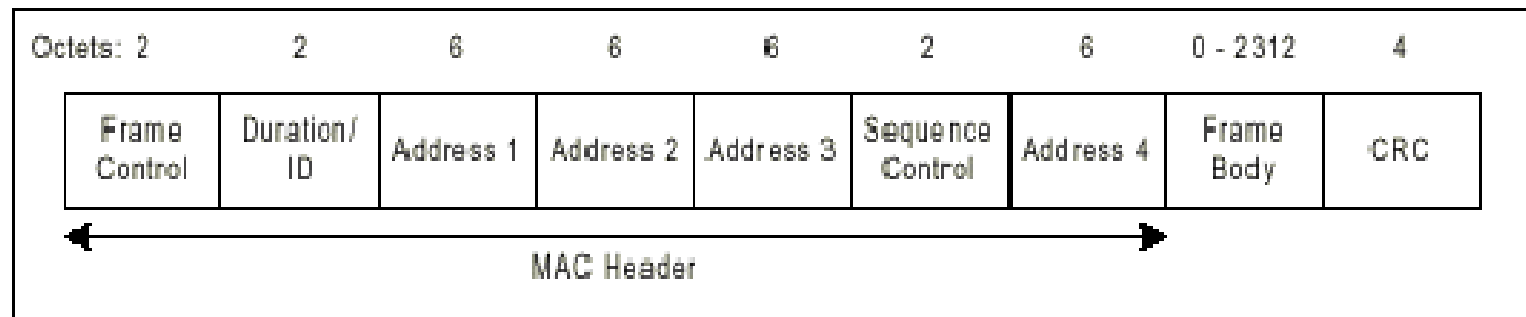 Octets: 2 2 6 6 6 2 6 0 - 2312 4
Frame Control Duration/ ID Address 1 Address 2 Address 3 Sequence Control Address 4 Frame Body CRC
MAC Header